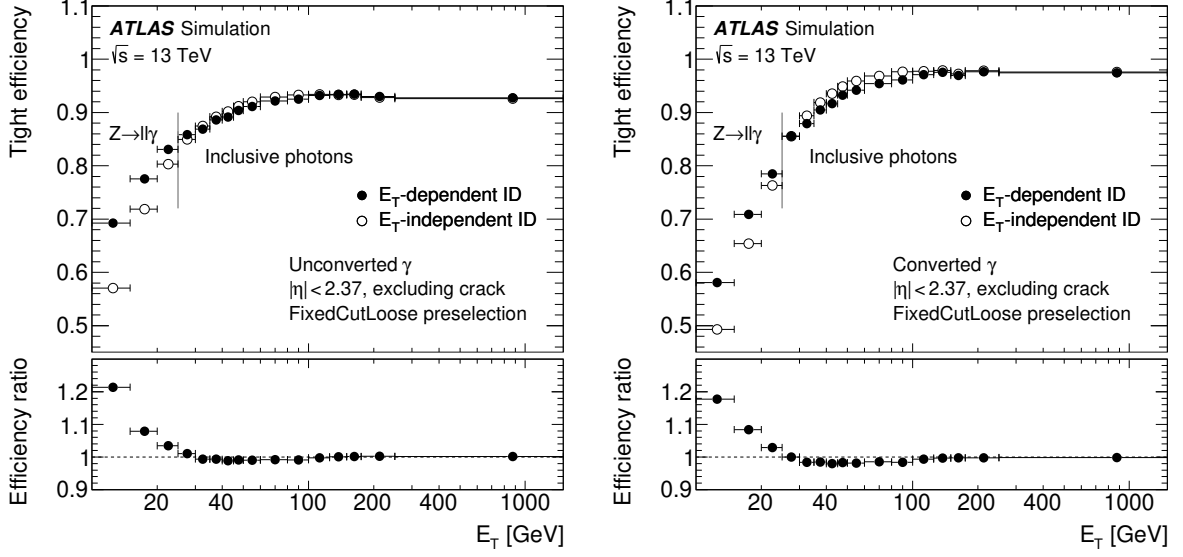 Tight efficiency
1.1
1
0.9
0.8
0.7
0.6
0.5
ATLAS Simulation
√s = 13 TeV
Z→llγ
Inclusive photons
E_T-dependent ID
E_T-independent ID
Unconverted γ
|η| < 2.37, excluding crack
FixedCutLoose preselection
Efficiency ratio
1.2
1.1
1
0.9
20 30 40 100 200 1000
E_T [GeV]
Tight efficiency
1.1
1
0.9
0.8
0.7
0.6
0.5
ATLAS Simulation
√s = 13 TeV
Z→llγ
Inclusive photons
E_T-dependent ID
E_T-independent ID
Converted γ
|η| < 2.37, excluding crack
FixedCutLoose preselection
Efficiency ratio
1.2
1.1
1
0.9
20 30 40 100 200 1000
E_T [GeV]